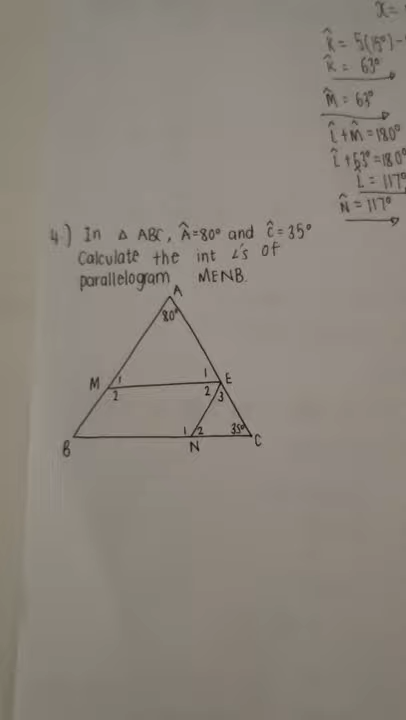 x =
K̂ = 5(15°) -
K̂ = 63°
M̂ = 63°
L̂ + M̂ = 180°
L̂ + 63° = 180°
L̂ = 117°
N̂ = 117°
4.) In △ ABC, Â=80° and Ĉ=35°
Calculate the int ∠'s of
parallelogram MENB.
A
80°
M 1 1 E
2 2 3
1 2 35°
B N C